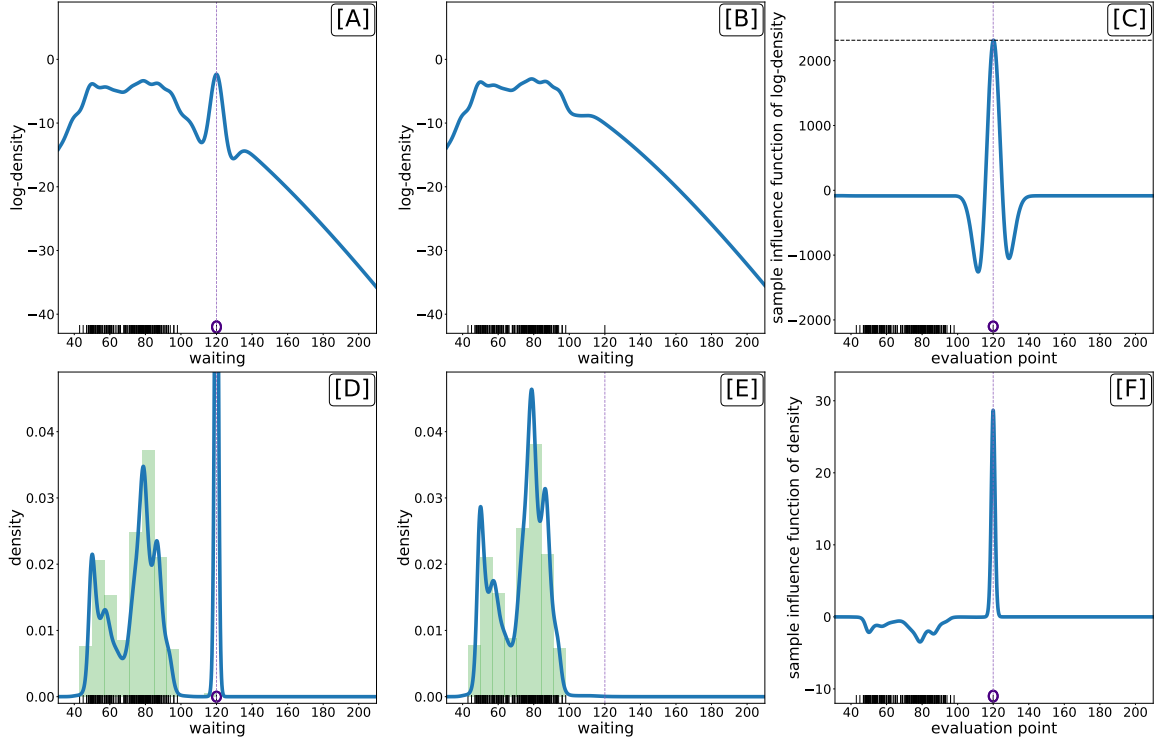 [A]
0
−10
−20
−30
−40
log-density
40 60 80 100 120 140 160 180 200
waiting
[B]
0
−10
−20
−30
−40
log-density
40 60 80 100 120 140 160 180 200
waiting
[C]
2000
1000
0
−1000
−2000
sample influence function of log-density
40 60 80 100 120 140 160 180 200
evaluation point
[D]
0.04
0.03
0.02
0.01
0.00
density
40 60 80 100 120 140 160 180 200
waiting
[E]
0.04
0.03
0.02
0.01
0.00
density
40 60 80 100 120 140 160 180 200
waiting
[F]
30
20
10
0
−10
sample influence function of density
40 60 80 100 120 140 160 180 200
evaluation point